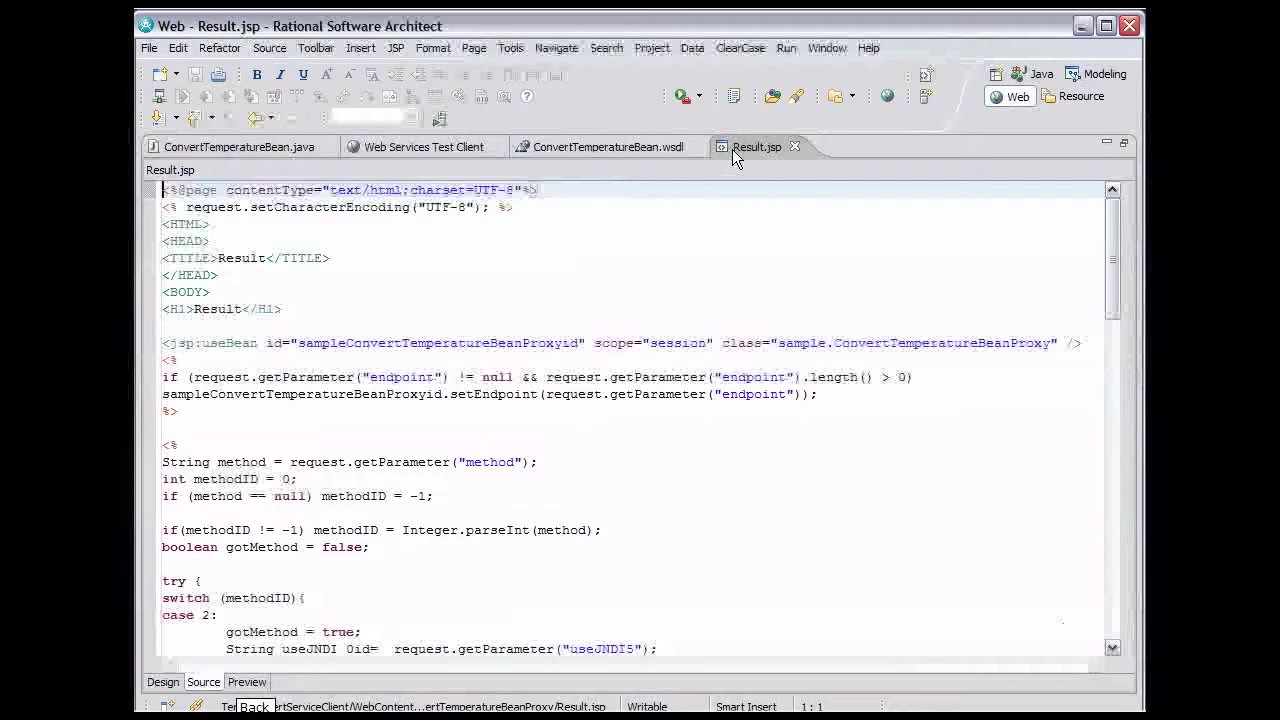 Web - Result.jsp - Rational Software Architect
File Edit Refactor Source Toolbar Insert JSP Format Page Tools Navigate Search Project Data ClearCase Run Window Help
B I U A A Java Modeling
Web Resource
ConvertTemperatureBean.java Web Services Test Client ConvertTemperatureBean.wsdl Result.jsp
Result.jsp
<%@page contentType="text/html;charset=UTF-8"%>
<% request.setCharacterEncoding("UTF-8"); %>
<HTML>
<HEAD>
<TITLE>Result</TITLE>
</HEAD>
<BODY>
<H1>Result</H1>
<jsp:useBean id="sampleConvertTemperatureBeanProxyid" scope="session" class="sample.ConvertTemperatureBeanProxy" />
<%
if (request.getParameter("endpoint") != null && request.getParameter("endpoint").length() > 0)
sampleConvertTemperatureBeanProxyid.setEndpoint(request.getParameter("endpoint"));
%>
<%
String method = request.getParameter("method");
int methodID = 0;
if (method == null) methodID = -1;
if(methodID != -1) methodID = Integer.parseInt(method);
boolean gotMethod = false;
try {
switch (methodID){
case 2:
gotMethod = true;
String useJNDI_0id= request.getParameter("useJNDI5");
Design Source Preview
Back ertServiceClient/WebContent...ertTemperatureBeanProxy/Result.jsp Writable Smart Insert 1 : 1